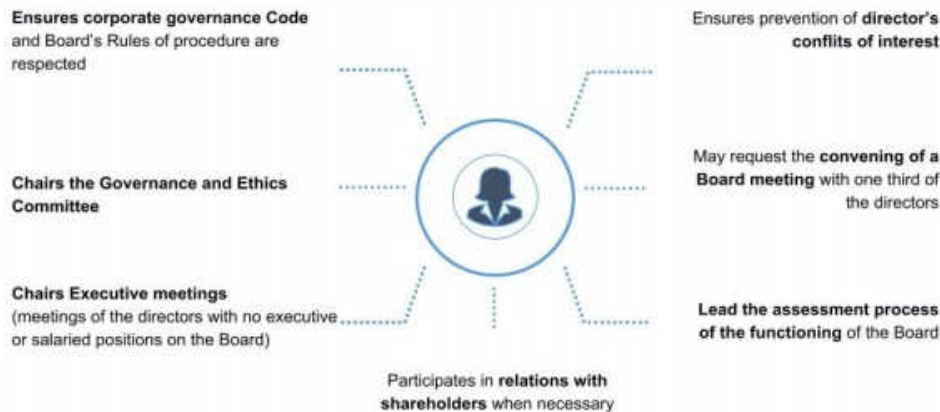 Ensures corporate governance Code
and Board's Rules of procedure are
respected
Chairs the Governance and Ethics
Committee
Chairs Executive meetings
(meetings of the directors with no executive
or salaried positions on the Board)
Participates in relations with
shareholders when necessary
Ensures prevention of director's
conflits of interest
May request the convening of a
Board meeting with one third of
the directors
Lead the assessment process
of the functioning of the Board